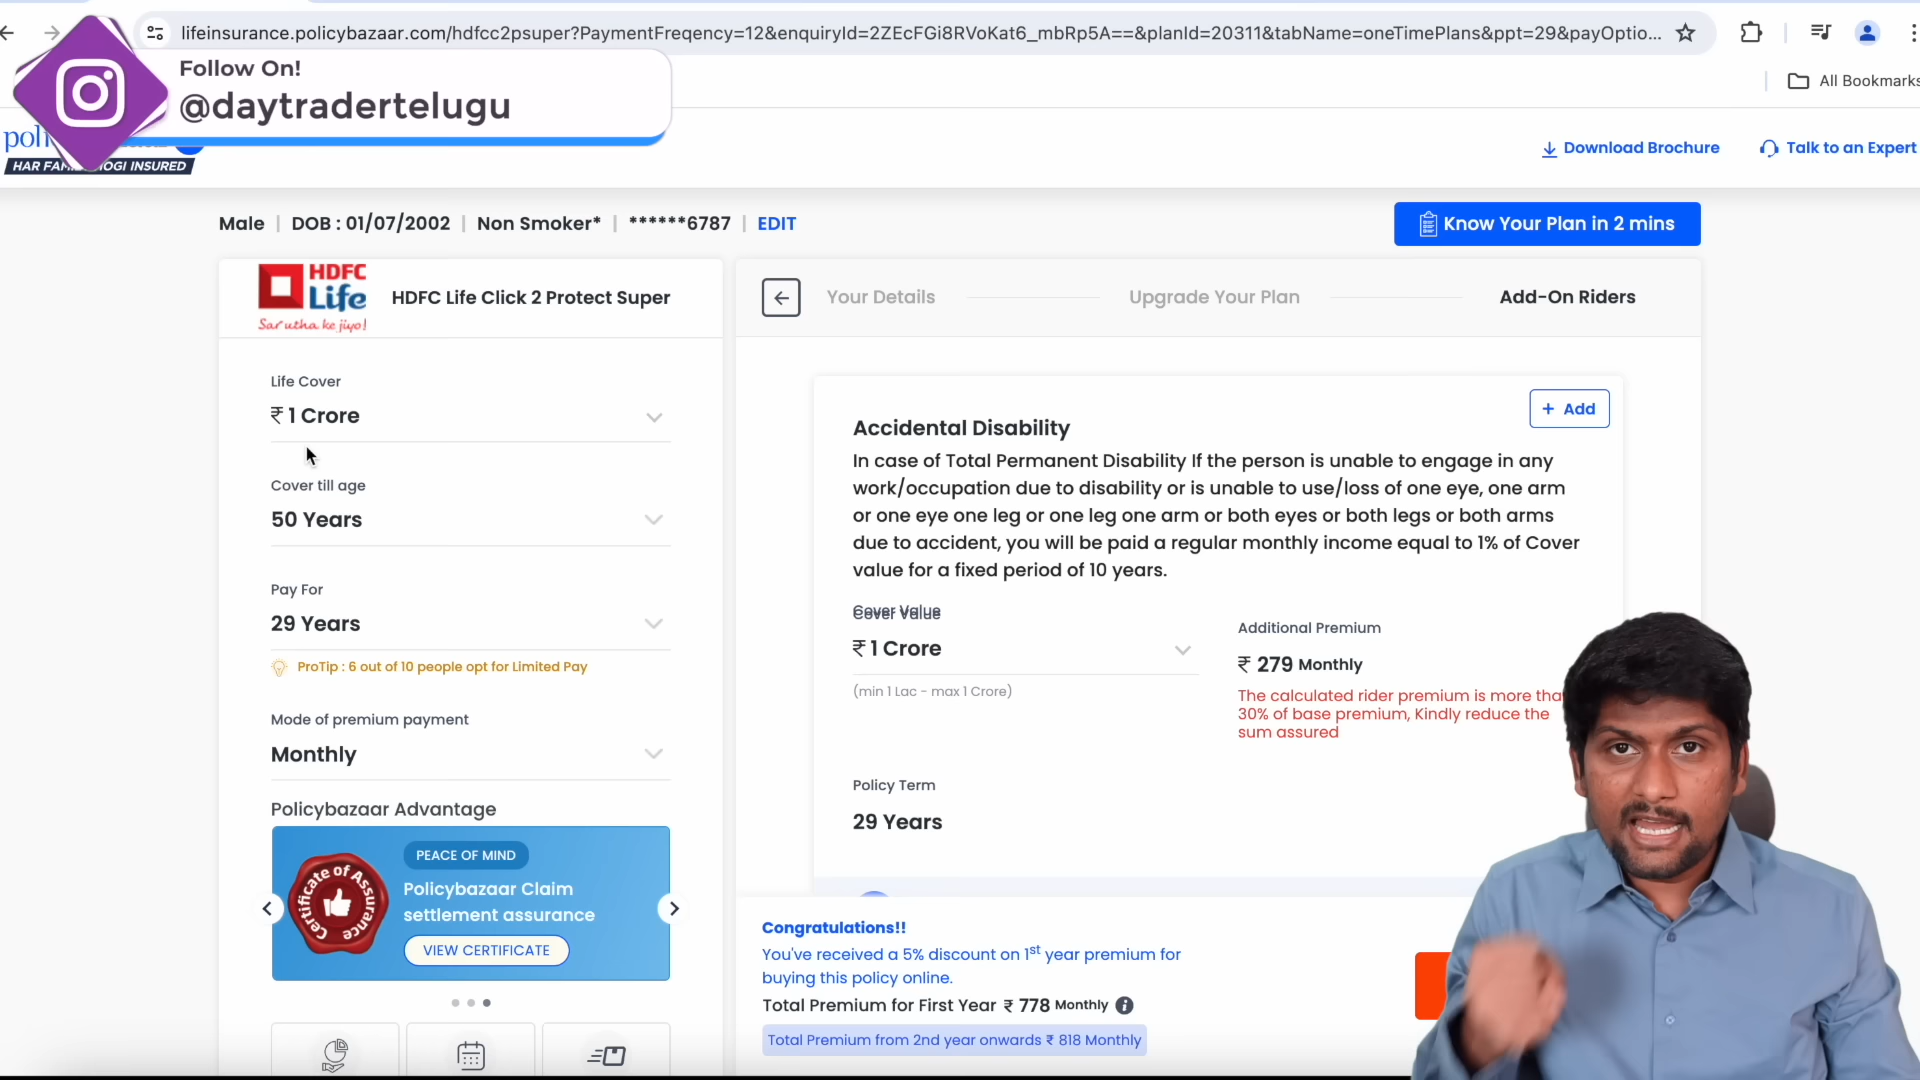 lifeinsurance.policybazaar.com/hdfcc2psuper?PaymentFreqency=12&enquiryId=2ZEcFGi8RVoKat6_mbRp5A==&planId=20311&tabName=oneTimePlans&ppt=29&payOptio...
Follow On!
@daytradertelugu
All Bookmarks
HAR FAM
OGI INSURED
Download Brochure
Talk to an Expert
Male | DOB : 01/07/2002 | Non Smoker* | ******6787 | EDIT
Know Your Plan in 2 mins
HDFC
Life
Sar utha ke jiyo!
HDFC Life Click 2 Protect Super
Your Details
Upgrade Your Plan
Add-On Riders
Life Cover
₹ 1 Crore
Cover till age
50 Years
Pay For
29 Years
ProTip : 6 out of 10 people opt for Limited Pay
Mode of premium payment
Monthly
Policybazaar Advantage
Certificate of Assurance
PEACE OF MIND
Policybazaar Claim
settlement assurance
VIEW CERTIFICATE
+ Add
Accidental Disability
In case of Total Permanent Disability If the person is unable to engage in any
work/occupation due to disability or is unable to use/loss of one eye, one arm
or one eye one leg or one leg one arm or both eyes or both legs or both arms
due to accident, you will be paid a regular monthly income equal to 1% of Cover
value for a fixed period of 10 years.
Cover Value
Cover Value
₹ 1 Crore
(min 1 Lac - max 1 Crore)
Additional Premium
₹ 279 Monthly
The calculated rider premium is more tha
30% of base premium, Kindly reduce the
sum assured
Policy Term
29 Years
Congratulations!!
You've received a 5% discount on 1st year premium for
buying this policy online.
Total Premium for First Year ₹ 778 Monthly
Total Premium from 2nd year onwards ₹ 818 Monthly